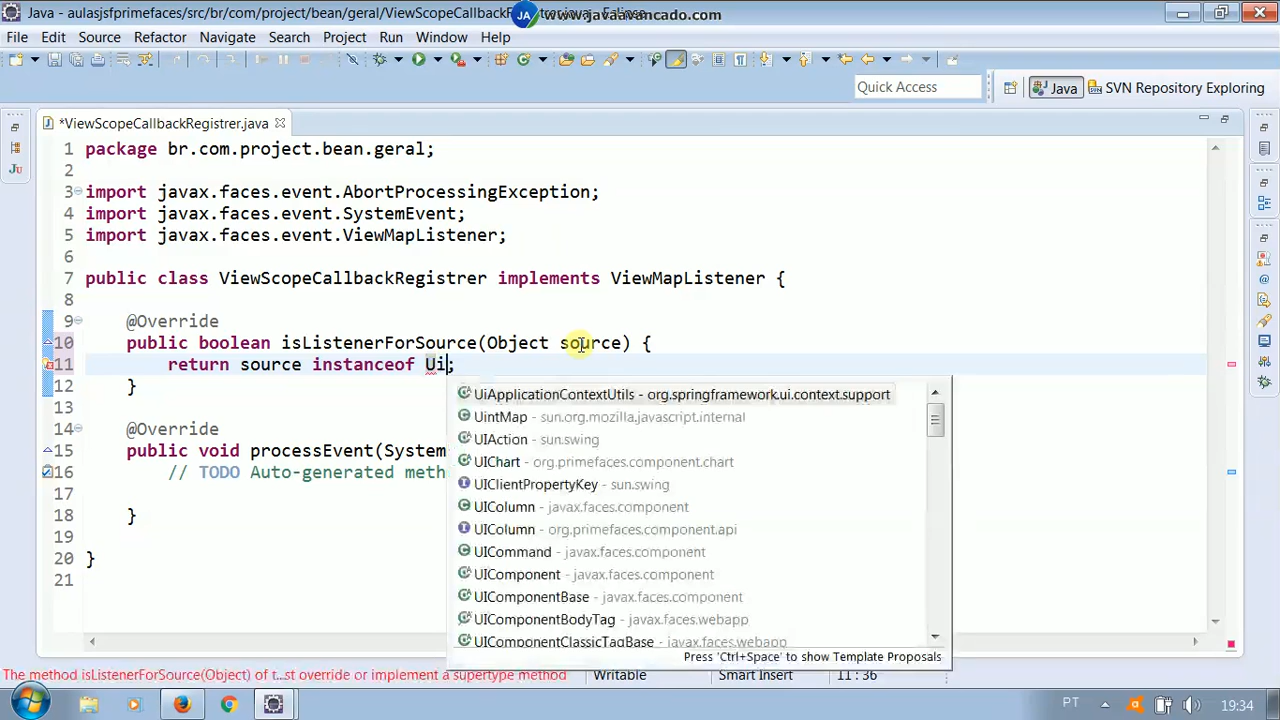 Java - aulasjsfprimefaces/src/br/com/project/bean/geral/ViewScopeCallbackRegistrer.java - Eclipse
JA www.javaavancado.com
File Edit Source Refactor Navigate Search Project Run Window Help
Quick Access
Java
SVN Repository Exploring
*ViewScopeCallbackRegistrer.java
1 package br.com.project.bean.geral;
2
3 import javax.faces.event.AbortProcessingException;
4 import javax.faces.event.SystemEvent;
5 import javax.faces.event.ViewMapListener;
6
7 public class ViewScopeCallbackRegistrer implements ViewMapListener {
8
9 @Override
10 public boolean isListenerForSource(Object source) {
11 return source instanceof Ui;
12 }
13
14 @Override
15 public void processEvent(System
16 // TODO Auto-generated meth
17
18 }
19
20 }
21
UiApplicationContextUtils - org.springframework.ui.context.support
UintMap - sun.org.mozilla.javascript.internal
UIAction - sun.swing
UIChart - org.primefaces.component.chart
UIClientPropertyKey - sun.swing
UIColumn - javax.faces.component
UIColumn - org.primefaces.component.api
UICommand - javax.faces.component
UIComponent - javax.faces.component
UIComponentBase - javax.faces.component
UIComponentBodyTag - javax.faces.webapp
UIComponentClassicTagBase - javax.faces.webapp
Press 'Ctrl+Space' to show Template Proposals
The method isListenerForSource(Object) of t...st override or implement a supertype method
Writable
Smart Insert
11 : 36
PT
19:34